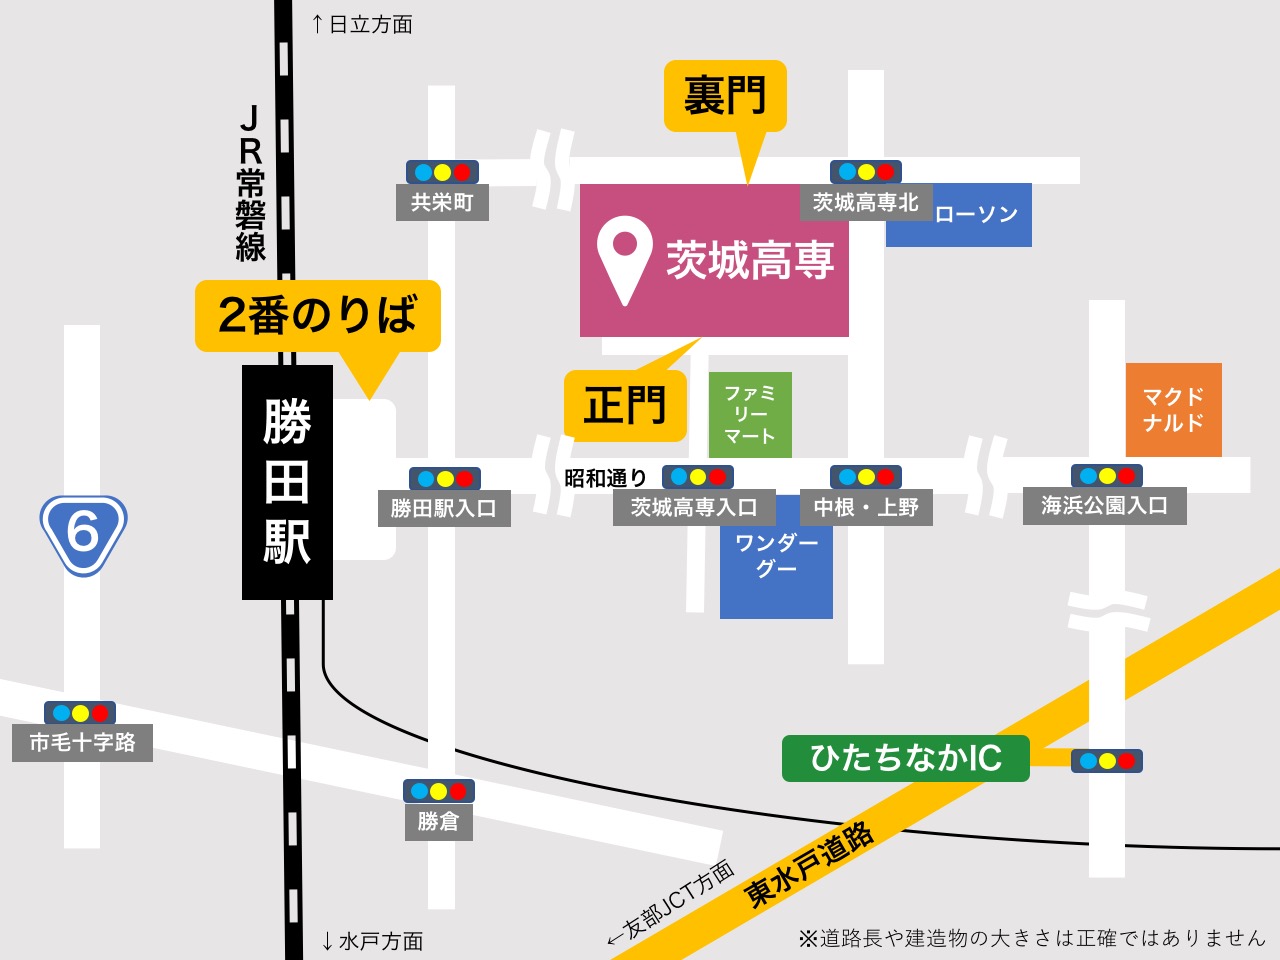 ↑日立方面
JR常磐線
裏門
共栄町
茨城高専北
ローソン
茨城高専
2番のりば
正門
ファミ
リー
マート
マクド
ナルド
勝田駅
昭和通り
勝田駅入口
茨城高専入口
中根・上野
海浜公園入口
6
ワンダー
グー
市毛十字路
ひたちなかIC
勝倉
東水戸道路
←友部JCT方面
↓水戸方面
※道路長や建造物の大きさは正確ではありません